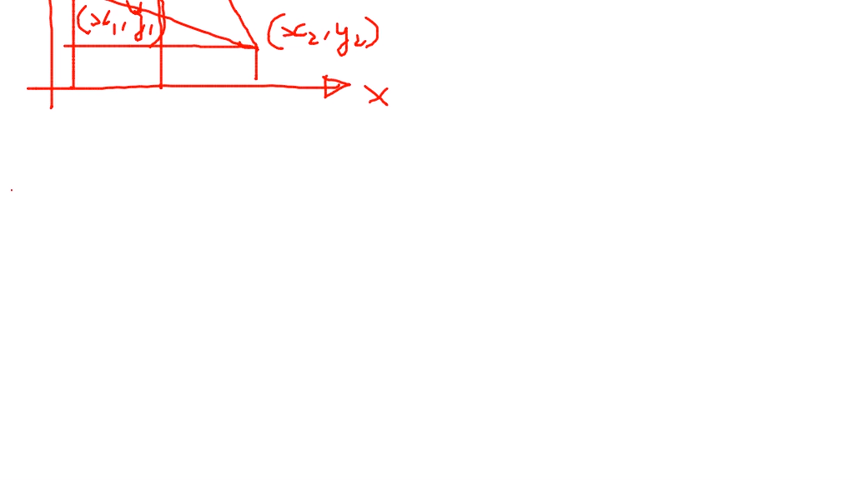 (x₁, y₁)
(x₂, y₂)
x